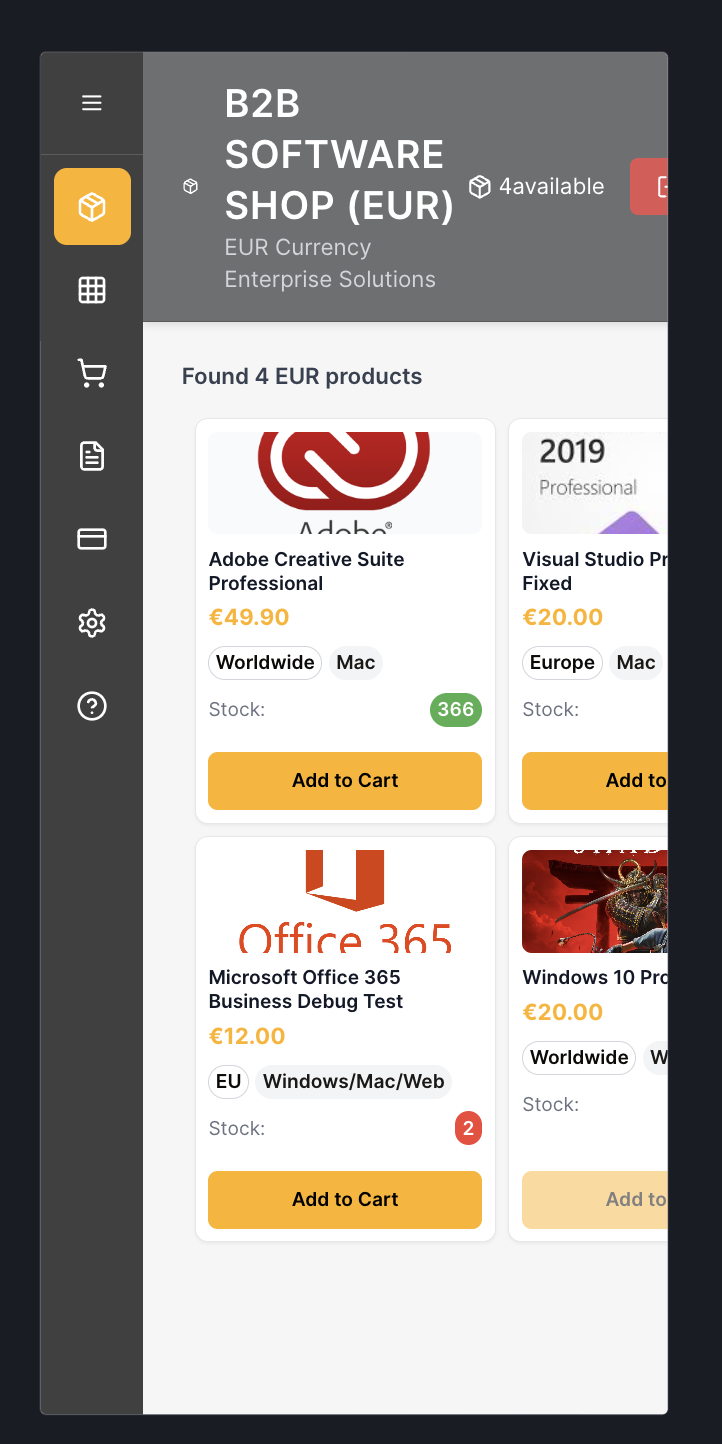 B2B
SOFTWARE
SHOP (EUR)
EUR Currency
Enterprise Solutions
4available
Found 4 EUR products
Adobe®
Adobe Creative Suite
Professional
€49.90
Worldwide
Mac
Stock:
366
Add to Cart
2019
Professional
Visual Studio
Fixed
€20.00
Europe
Mac
Stock:
Add to
Office 365
Microsoft Office 365
Business Debug Test
€12.00
EU
Windows/Mac/Web
Stock:
2
Add to Cart
Windows 10 Pro
€20.00
Worldwide
Stock:
Add to